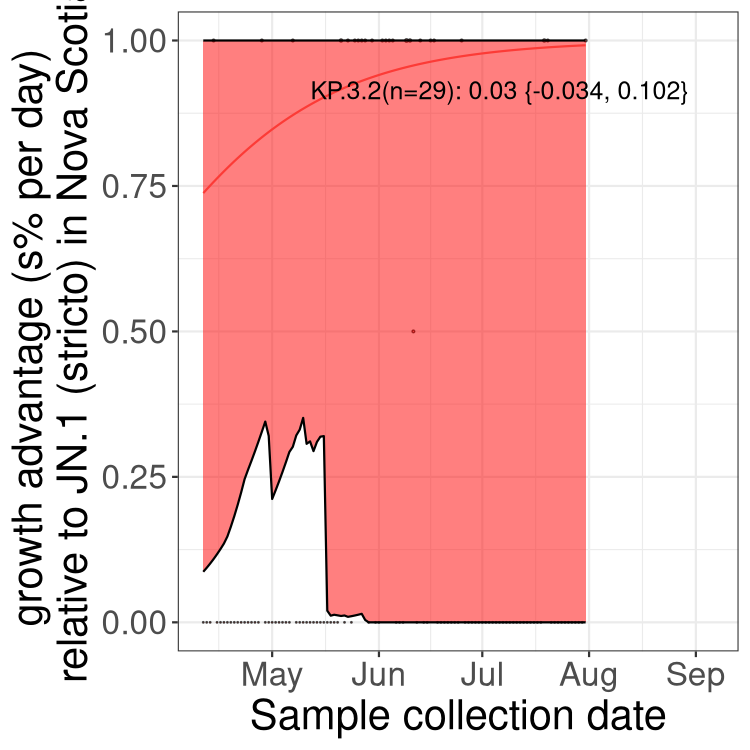 growth advantage (s% per day)
relative to JN.1 (stricto) in Nova Scotia
1.00
0.75
0.50
0.25
0.00
KP.3.2(n=29): 0.03 {-0.034, 0.102}
May Jun Jul Aug Sep
Sample collection date